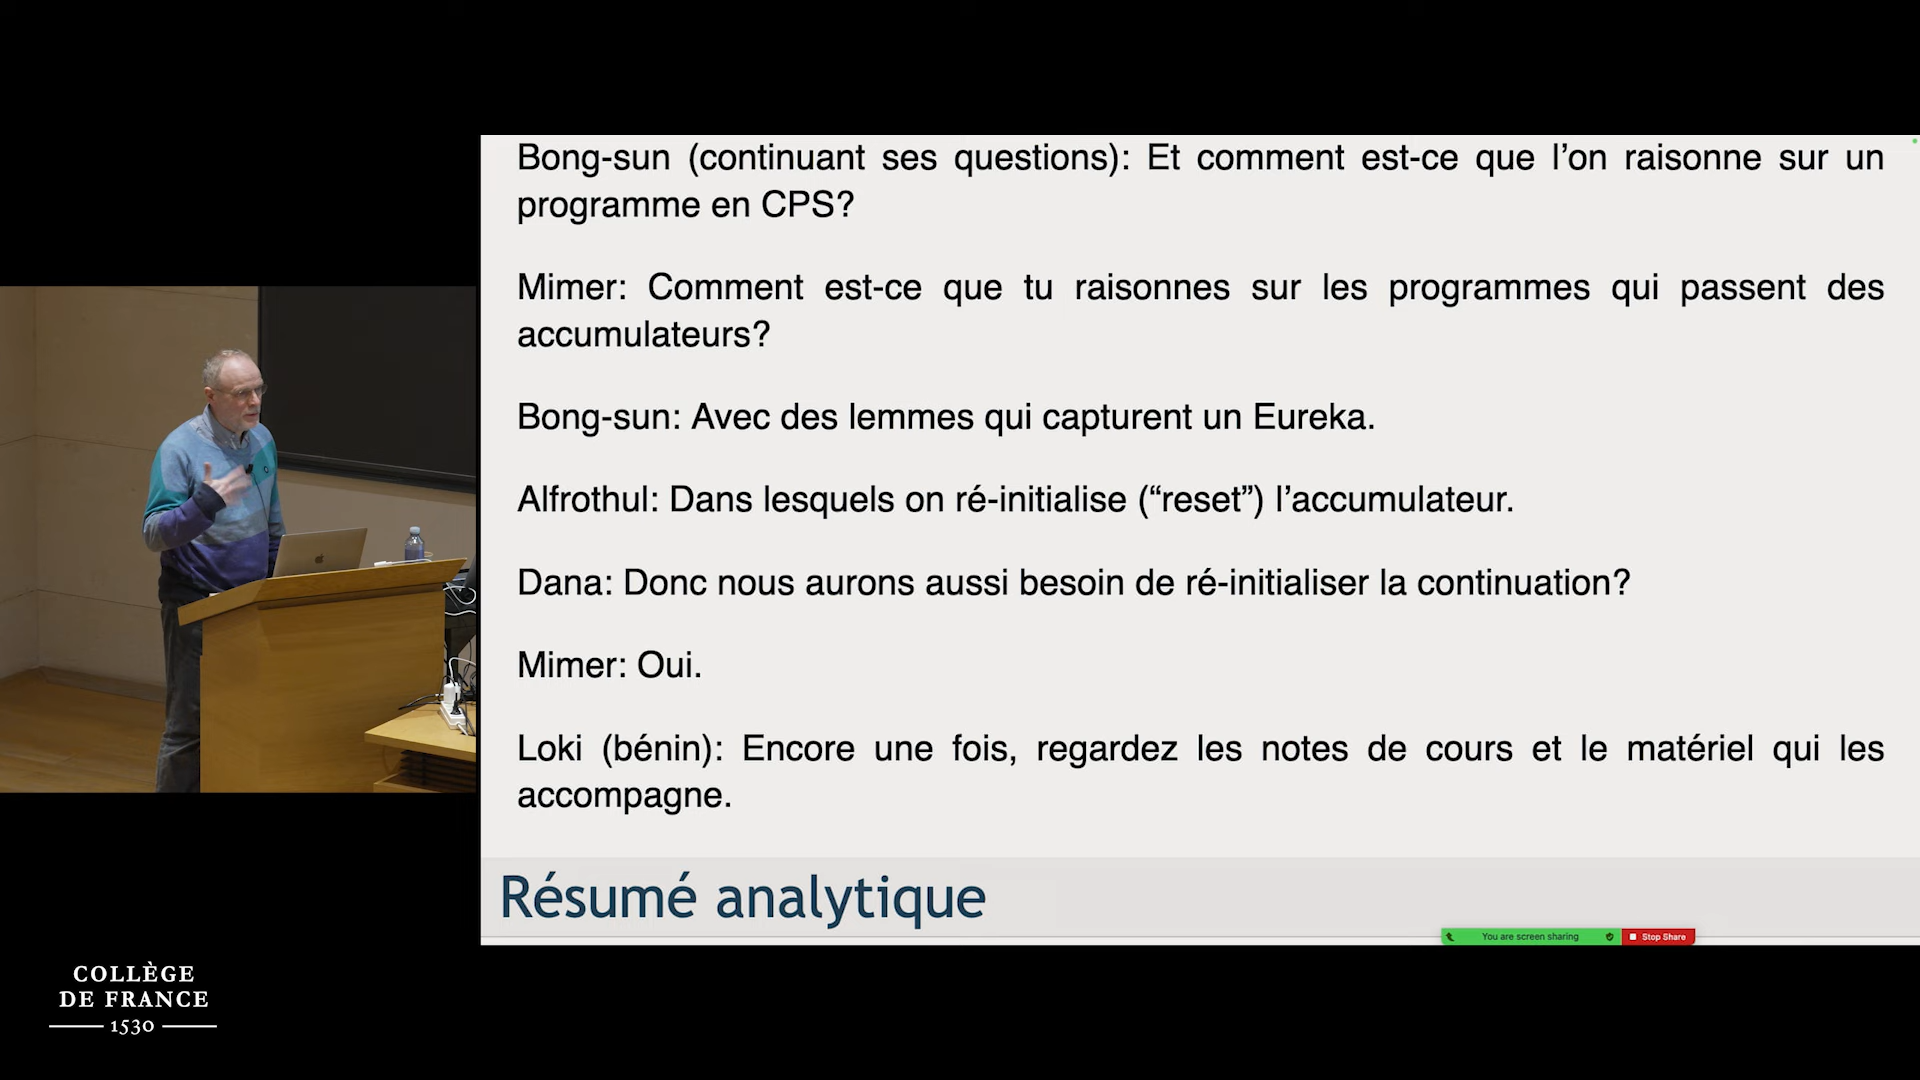 Bong-sun (continuant ses questions): Et comment est-ce que l’on raisonne sur un
programme en CPS?
Mimer: Comment est-ce que tu raisonnes sur les programmes qui passent des
accumulateurs?
Bong-sun: Avec des lemmes qui capturent un Eureka.
Alfrothul: Dans lesquels on ré-initialise (“reset”) l’accumulateur.
Dana: Donc nous aurons aussi besoin de ré-initialiser la continuation?
Mimer: Oui.
Loki (bénin): Encore une fois, regardez les notes de cours et le matériel qui les
accompagne.
Résumé analytique
You are screen sharing
Stop Share
COLLÈGE
DE FRANCE
1530